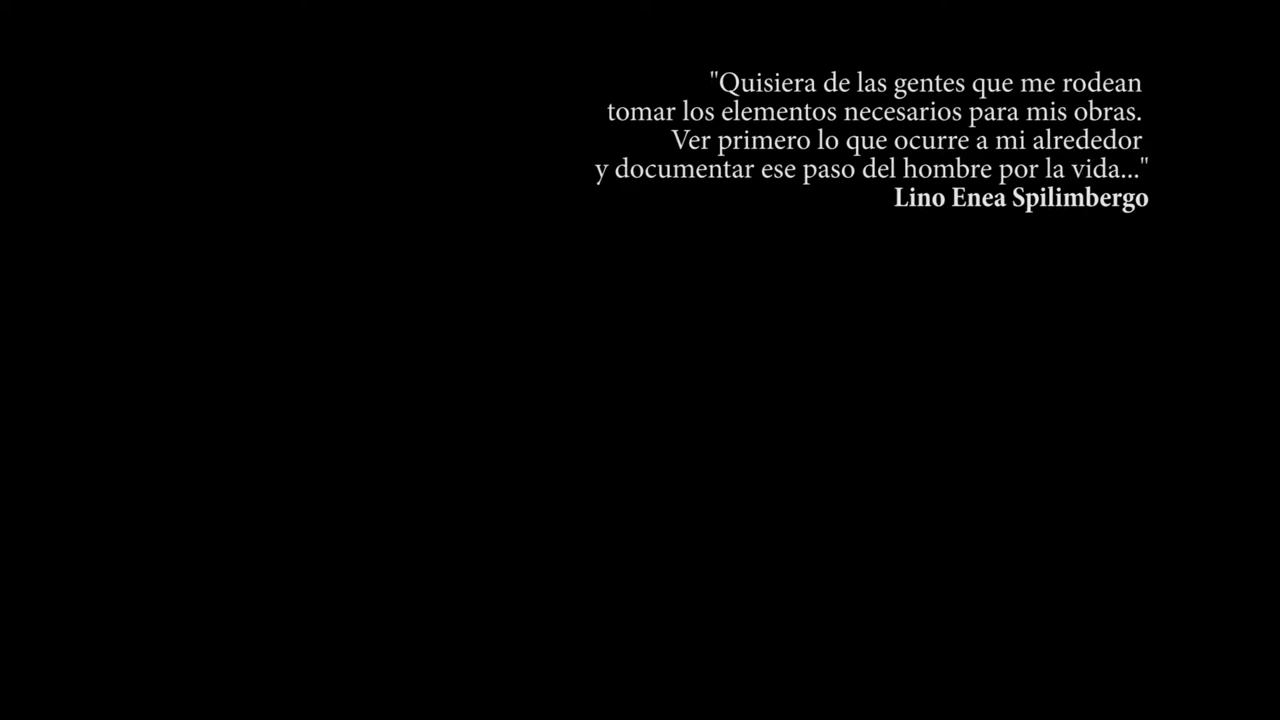 "Quisiera de las gentes que me rodean
tomar los elementos necesarios para mis obras.
Ver primero lo que ocurre a mi alrededor
y documentar ese paso del hombre por la vida..."
Lino Enea Spilimbergo